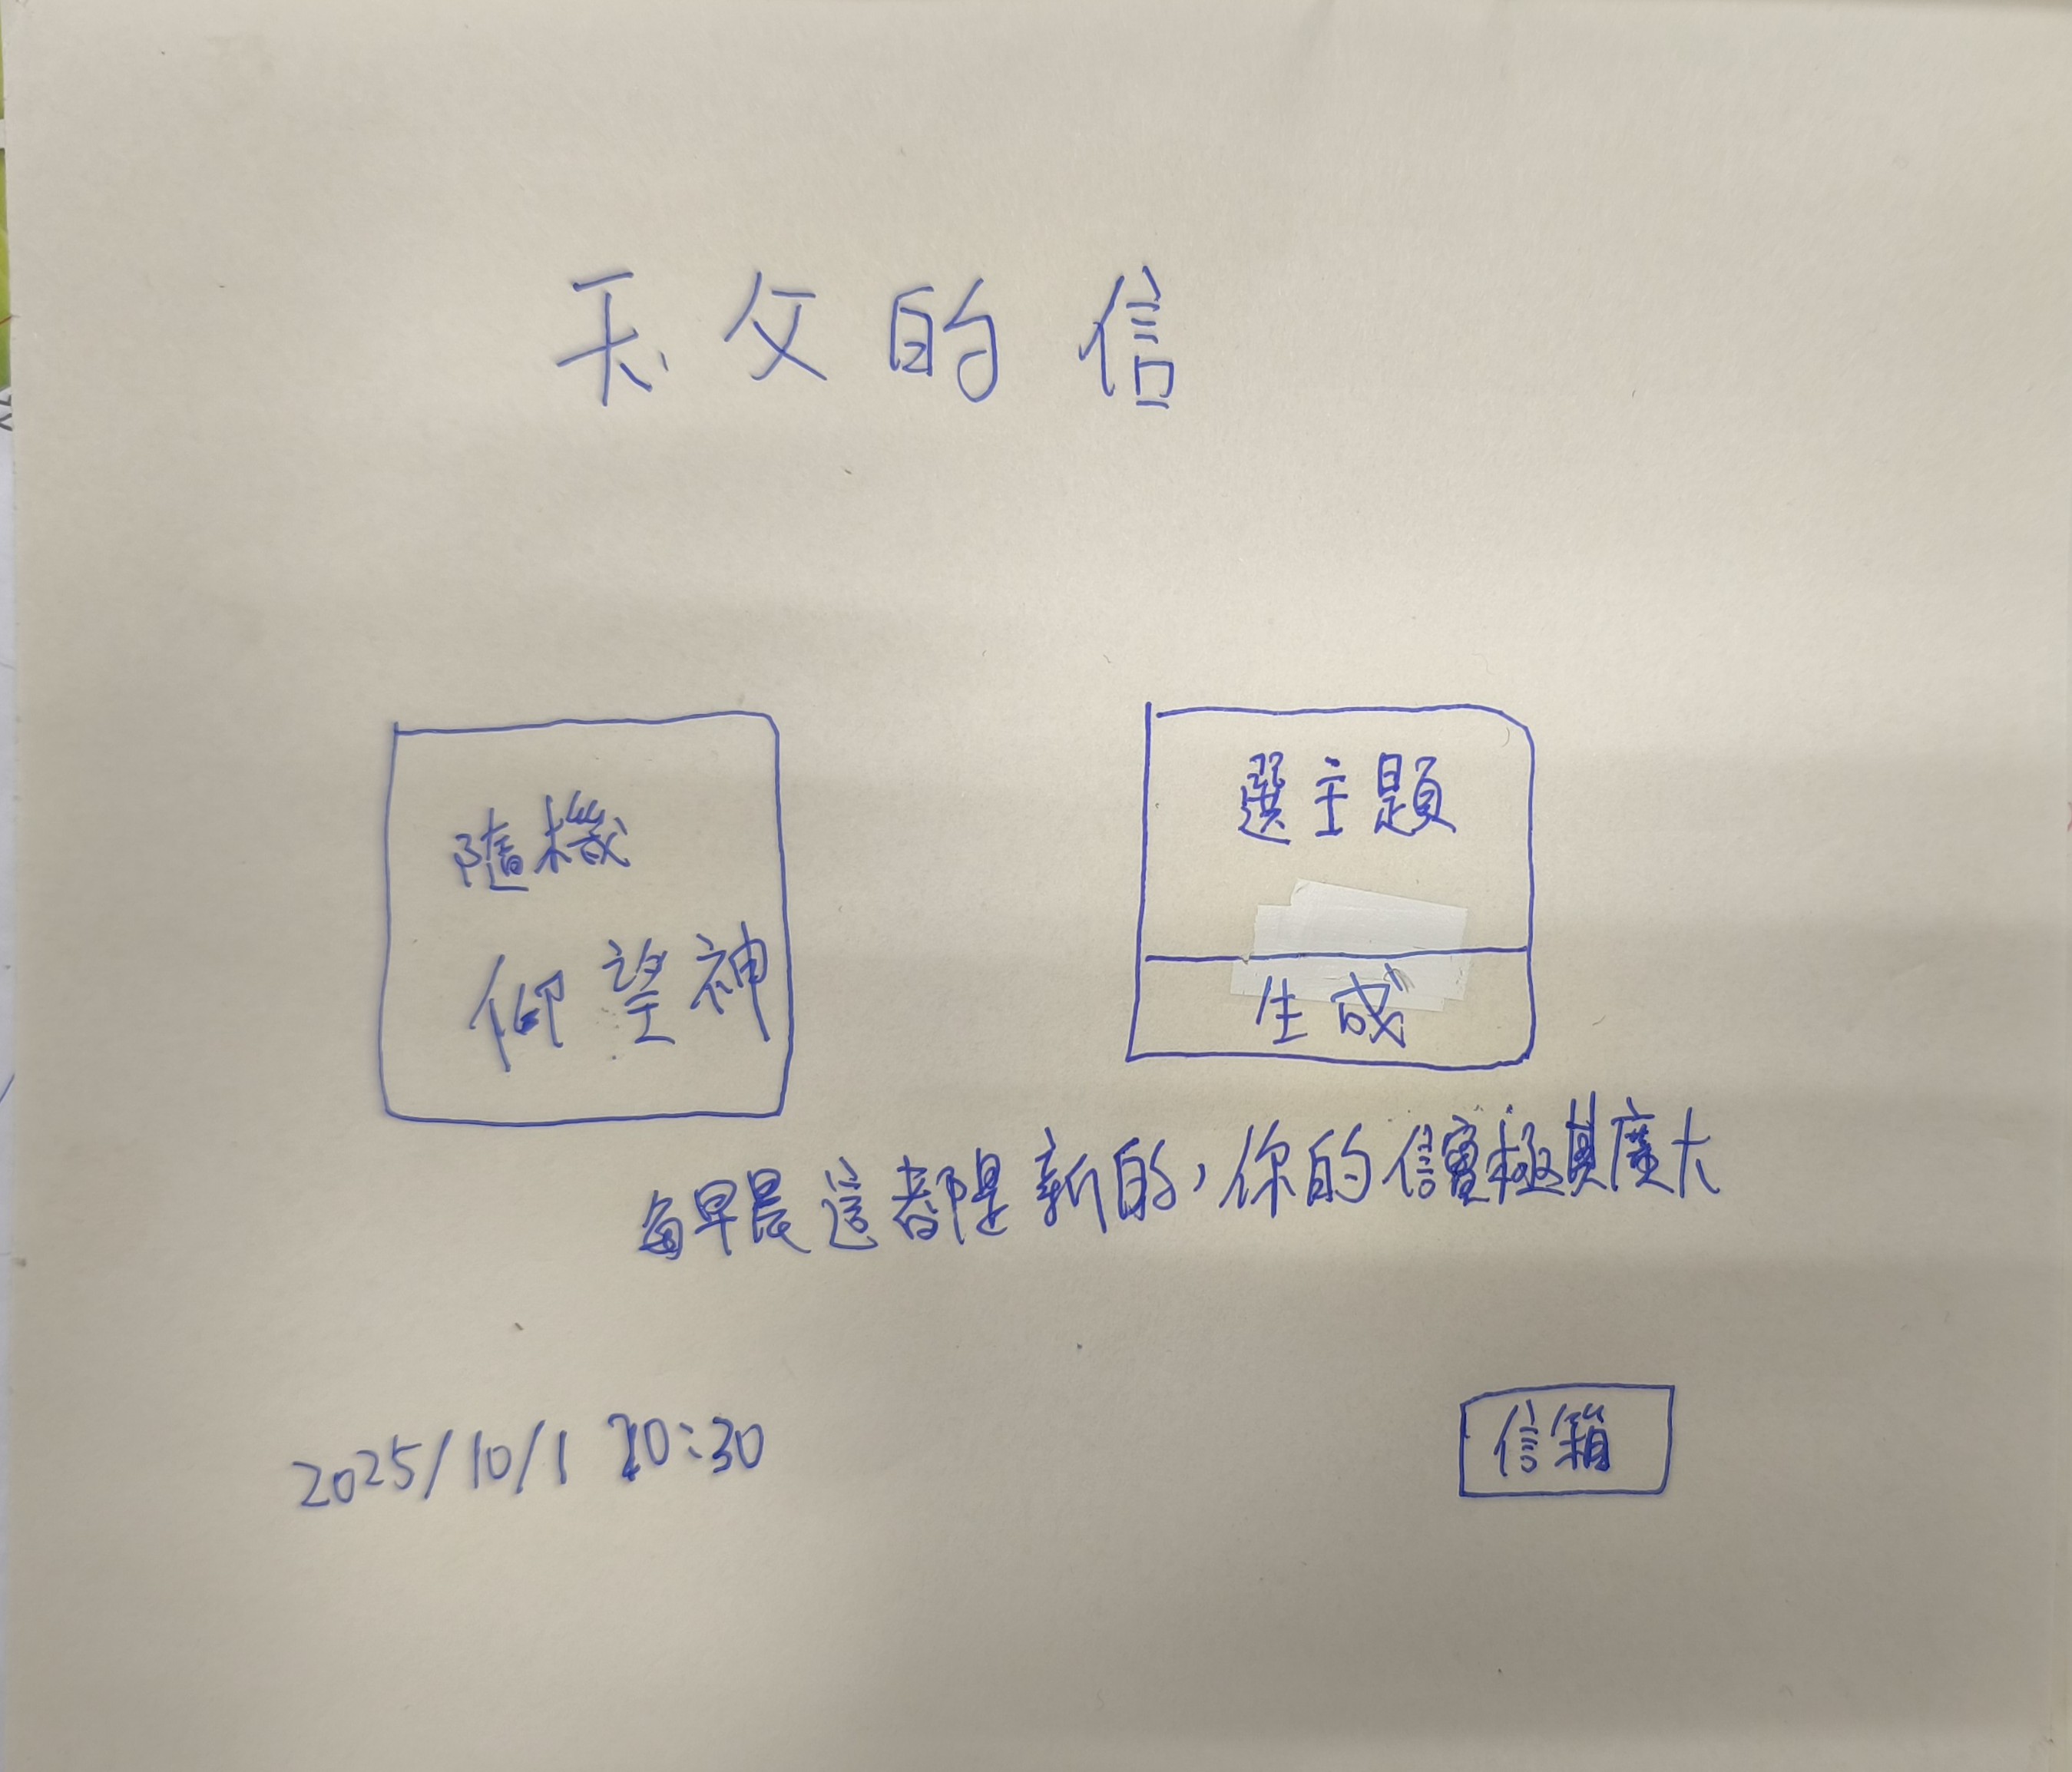 天父的信
隨機
仰望神
選主題
生成
每早晨這都是新的，你的信實極其廣大
2025/10/1 20:30
信箱